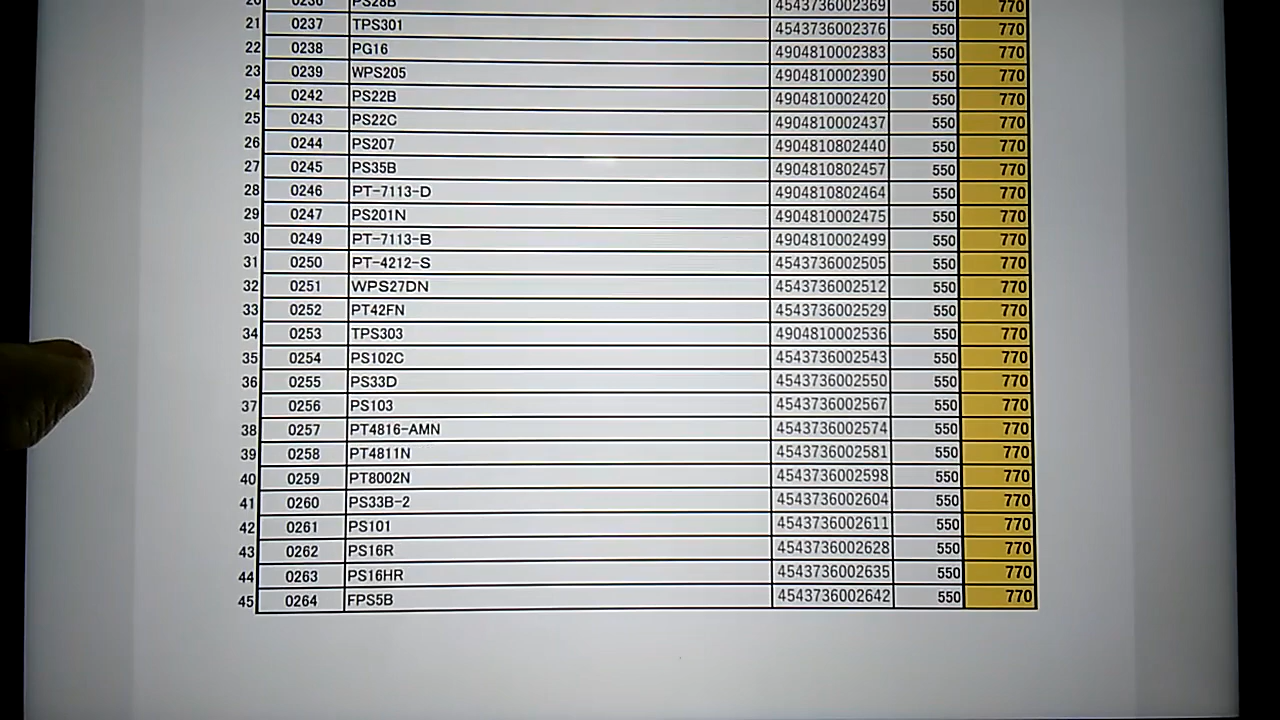 20 0236 PS28B 4543736002369 550 770
21 0237 TPS301 4543736002376 550 770
22 0238 PG16 4904810002383 550 770
23 0239 WPS205 4904810002390 550 770
24 0242 PS22B 4904810002420 550 770
25 0243 PS22C 4904810002437 550 770
26 0244 PS207 4904810802440 550 770
27 0245 PS35B 4904810802457 550 770
28 0246 PT-7113-D 4904810802464 550 770
29 0247 PS201N 4904810002475 550 770
30 0249 PT-7113-B 4904810002499 550 770
31 0250 PT-4212-S 4543736002505 550 770
32 0251 WPS27DN 4543736002512 550 770
33 0252 PT42FN 4543736002529 550 770
34 0253 TPS303 4904810002536 550 770
35 0254 PS102C 4543736002543 550 770
36 0255 PS33D 4543736002550 550 770
37 0256 PS103 4543736002567 550 770
38 0257 PT4816-AMN 4543736002574 550 770
39 0258 PT4811N 4543736002581 550 770
40 0259 PT8002N 4543736002598 550 770
41 0260 PS33B-2 4543736002604 550 770
42 0261 PS101 4543736002611 550 770
43 0262 PS16R 4543736002628 550 770
44 0263 PS16HR 4543736002635 550 770
45 0264 FPS5B 4543736002642 550 770